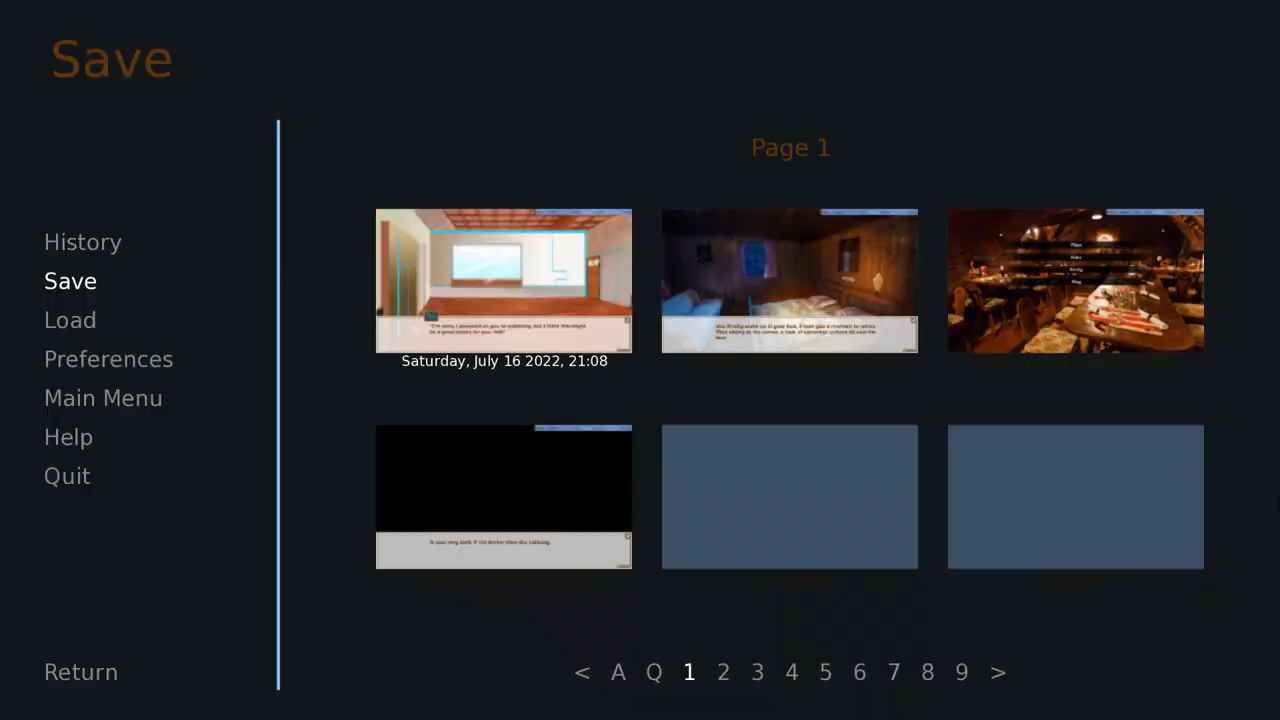 Save
Page 1
History
Save
Load
Preferences
Main Menu
Help
Quit
Saturday, July 16 2022, 21:08
Return
< A Q 1 2 3 4 5 6 7 8 9 >